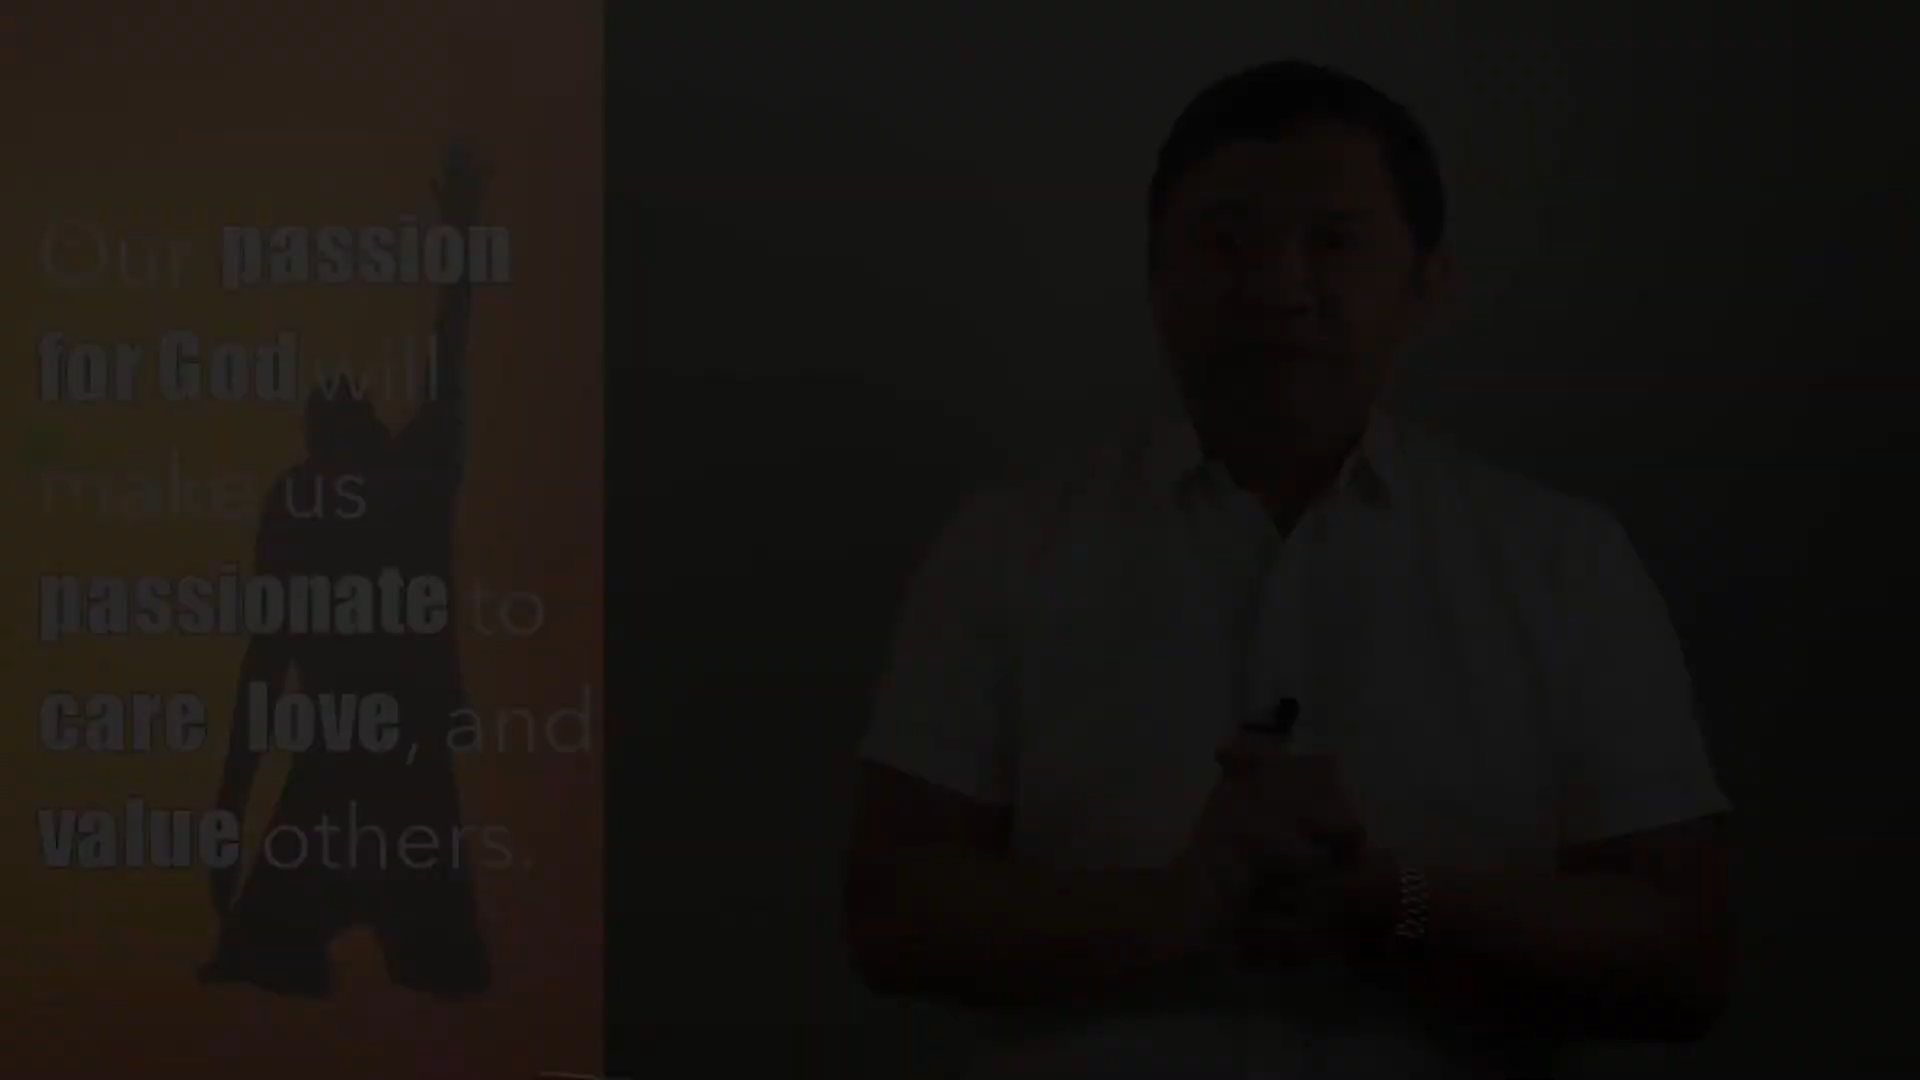 Our passion
for God will
make us
passionate to
care love, and
value others.